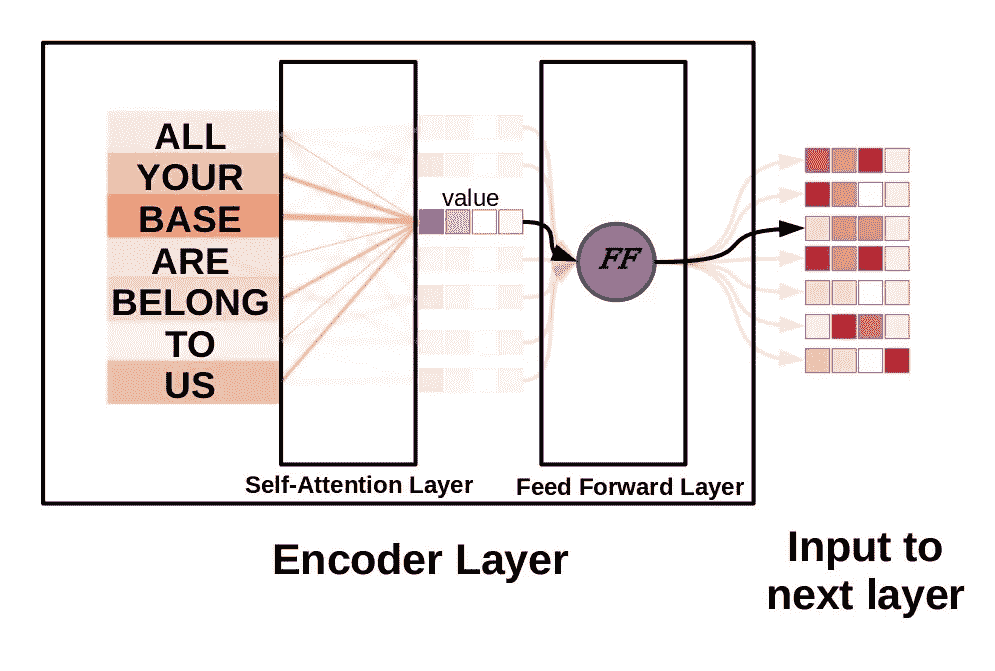 ALL
YOUR
BASE
ARE
BELONG
TO
US
value
FF
Self-Attention Layer
Feed Forward Layer
Encoder Layer
Input to
next layer